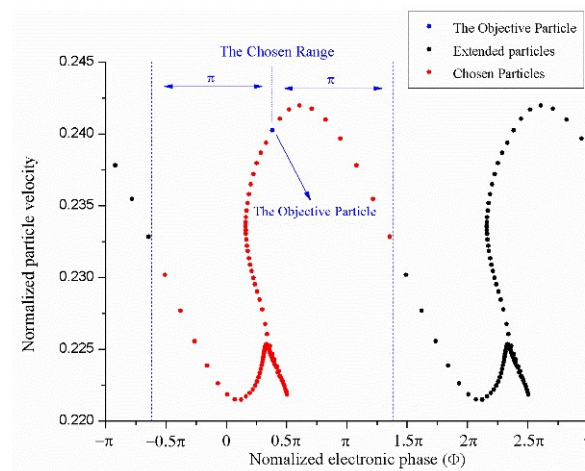 The Objective Particle
Extended particles
Chosen Particles
The Chosen Range
π
π
The Objective Particle
0.245
0.240
0.235
0.230
0.225
0.220
Normalized particle velocity
−π
−0.5π
0
0.5π
π
1.5π
2π
2.5π
Nomalized electronic phase (Φ)